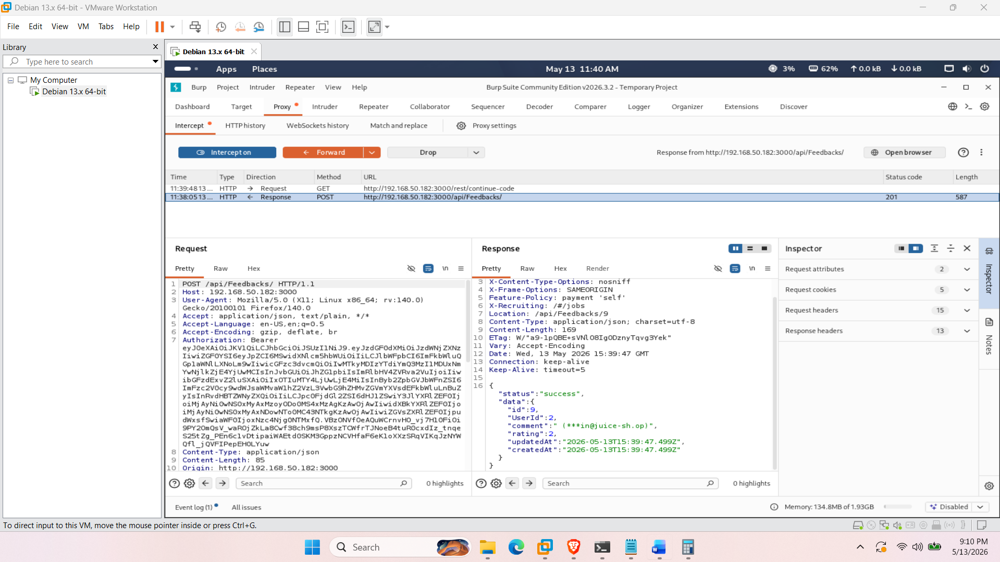 Debian 13.x 64-bit - VMware Workstation
File Edit View VM Tabs Help
Library
Type here to search
My Computer
Debian 13.x 64-bit
Debian 13.x 64-bit
Apps Places
May 13 11:40 AM
3% 62% ↑0.0 kB ↓0.0 kB
Burp Project Intruder Repeater View Help
Burp Suite Community Edition v2026.3.2 - Temporary Project
Dashboard Target Proxy Intruder Repeater Collaborator Sequencer Decoder Comparer Logger Organizer Extensions Discover
Intercept HTTP history WebSockets history Match and replace Proxy settings
Intercept on Forward Drop
Response from http://192.168.50.182:3000/api/Feedbacks/
Open browser
Time Type Direction Method URL Status code Length
11:39:48 13 ... HTTP → Request GET http://192.168.50.182:3000/rest/continue-code
11:38:05 13 ... HTTP ← Response POST http://192.168.50.182:3000/api/Feedbacks/ 201 587
Request
Pretty Raw Hex \n
1 POST /api/Feedbacks/ HTTP/1.1
2 Host: 192.168.50.182:3000
3 User-Agent: Mozilla/5.0 (X11; Linux x86_64; rv:140.0)
Gecko/20100101 Firefox/140.0
4 Accept: application/json, text/plain, */*
5 Accept-Language: en-US,en;q=0.5
6 Accept-Encoding: gzip, deflate, br
7 Authorization: Bearer
8 Content-Type: application/json
9 Content-Length: 85
10 Origin: http://192.168.50.182:3000
Search
0 highlights
Response
Pretty Raw Hex Render \n
3 X-Content-Type-Options: nosniff
4 X-Frame-Options: SAMEORIGIN
5 Feature-Policy: payment 'self'
6 X-Recruiting: /#/jobs
7 Location: /api/Feedbacks/9
8 Content-Type: application/json; charset=utf-8
9 Content-Length: 169
10 ETag:
11 Vary: Accept-Encoding
12 Date: Wed, 13 May 2026 15:39:47 GMT
13 Connection: keep-alive
14 Keep-Alive: timeout=5
15
16 {
"status":"success",
"data":{
"id":9,
"UserId":2,
"comment":" (***in@juice-sh.op)",
"rating":2,
"updatedAt":"2026-05-13T15:39:47.499Z",
"createdAt":"2026-05-13T15:39:47.499Z"
}
}
Search
0 highlights
Inspector
Request attributes 2
Request cookies 5
Request headers 15
Response headers 13
Inspector
Notes
Event log (1) All issues
Memory: 134.8MB of 1.93GB
Disabled
To direct input to this VM, move the mouse pointer inside or press Ctrl+G.
Search
9:10 PM
5/13/2026